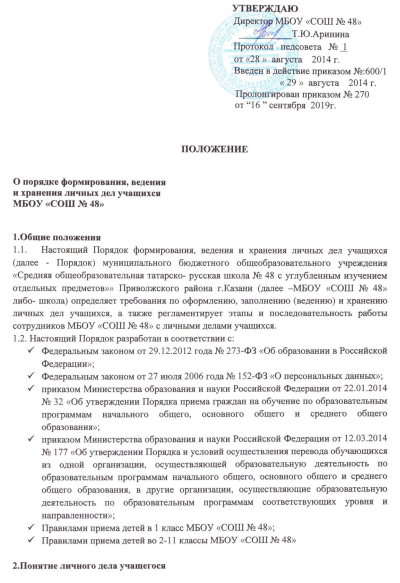 УТВЕРЖДАЮ
Директор МБОУ «СОШ № 48»
Т.Ю.Аринина
Протокол педсовета № 1
от «28 » августа 2014 г.
Введен в действие приказом №:600/1
« 29 » августа 2014 г.
Пролонгирован приказом № 270
от “16 ” сентября 2019г.
ПОЛОЖЕНИЕ
О порядке формирования, ведения
и хранения личных дел учащихся
МБОУ «СОШ № 48»
1.Общие положения
1.1. Настоящий Порядок формирования, ведения и хранения личных дел учащихся
(далее - Порядок) муниципального бюджетного общеобразовательного учреждения
«Средняя общеобразовательная татарско- русская школа № 48 с углубленным изучением
отдельных предметов»» Приволжского района г.Казани (далее –МБОУ «СОШ № 48»
либо- школа) определяет требования по оформлению, заполнению (ведению) и хранению
личных дел учащихся, а также регламентирует этапы и последовательность работы
сотрудников МБОУ «СОШ № 48» с личными делами учащихся.
1.2. Настоящий Порядок разработан в соответствии с:
✓ Федеральным законом от 29.12.2012 года № 273-ФЗ «Об образовании в Российской
Федерации»;
✓ Федеральным законом от 27 июля 2006 года № 152-ФЗ «О персональных данных»;
✓ приказом Министерства образования и науки Российской Федерации от 22.01.2014
№ 32 «Об утверждении Порядка приема граждан на обучение по образовательным
программам начального общего, основного общего и среднего общего
образования»;
✓ приказом Министерства образования и науки Российской Федерации от 12.03.2014
№ 177 «Об утверждении Порядка и условий осуществления перевода обучающихся
из одной организации, осуществляющей образовательную деятельность по
образовательным программам начального общего, основного общего и среднего
общего образования, в другие организации, осуществляющие образовательную
деятельность по образовательным программам соответствующих уровня и
направленности»;
✓ Правилами приема детей в 1 класс МБОУ «СОШ № 48»;
✓ Правилами приема детей во 2-11 классы МБОУ «СОШ № 48»
2.Понятие личного дела учащегося